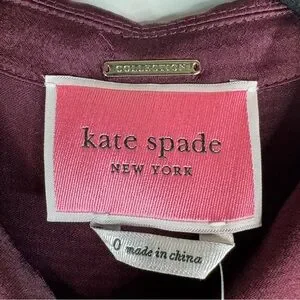 COLLECTION
kate spade
NEW YORK
0 made in china